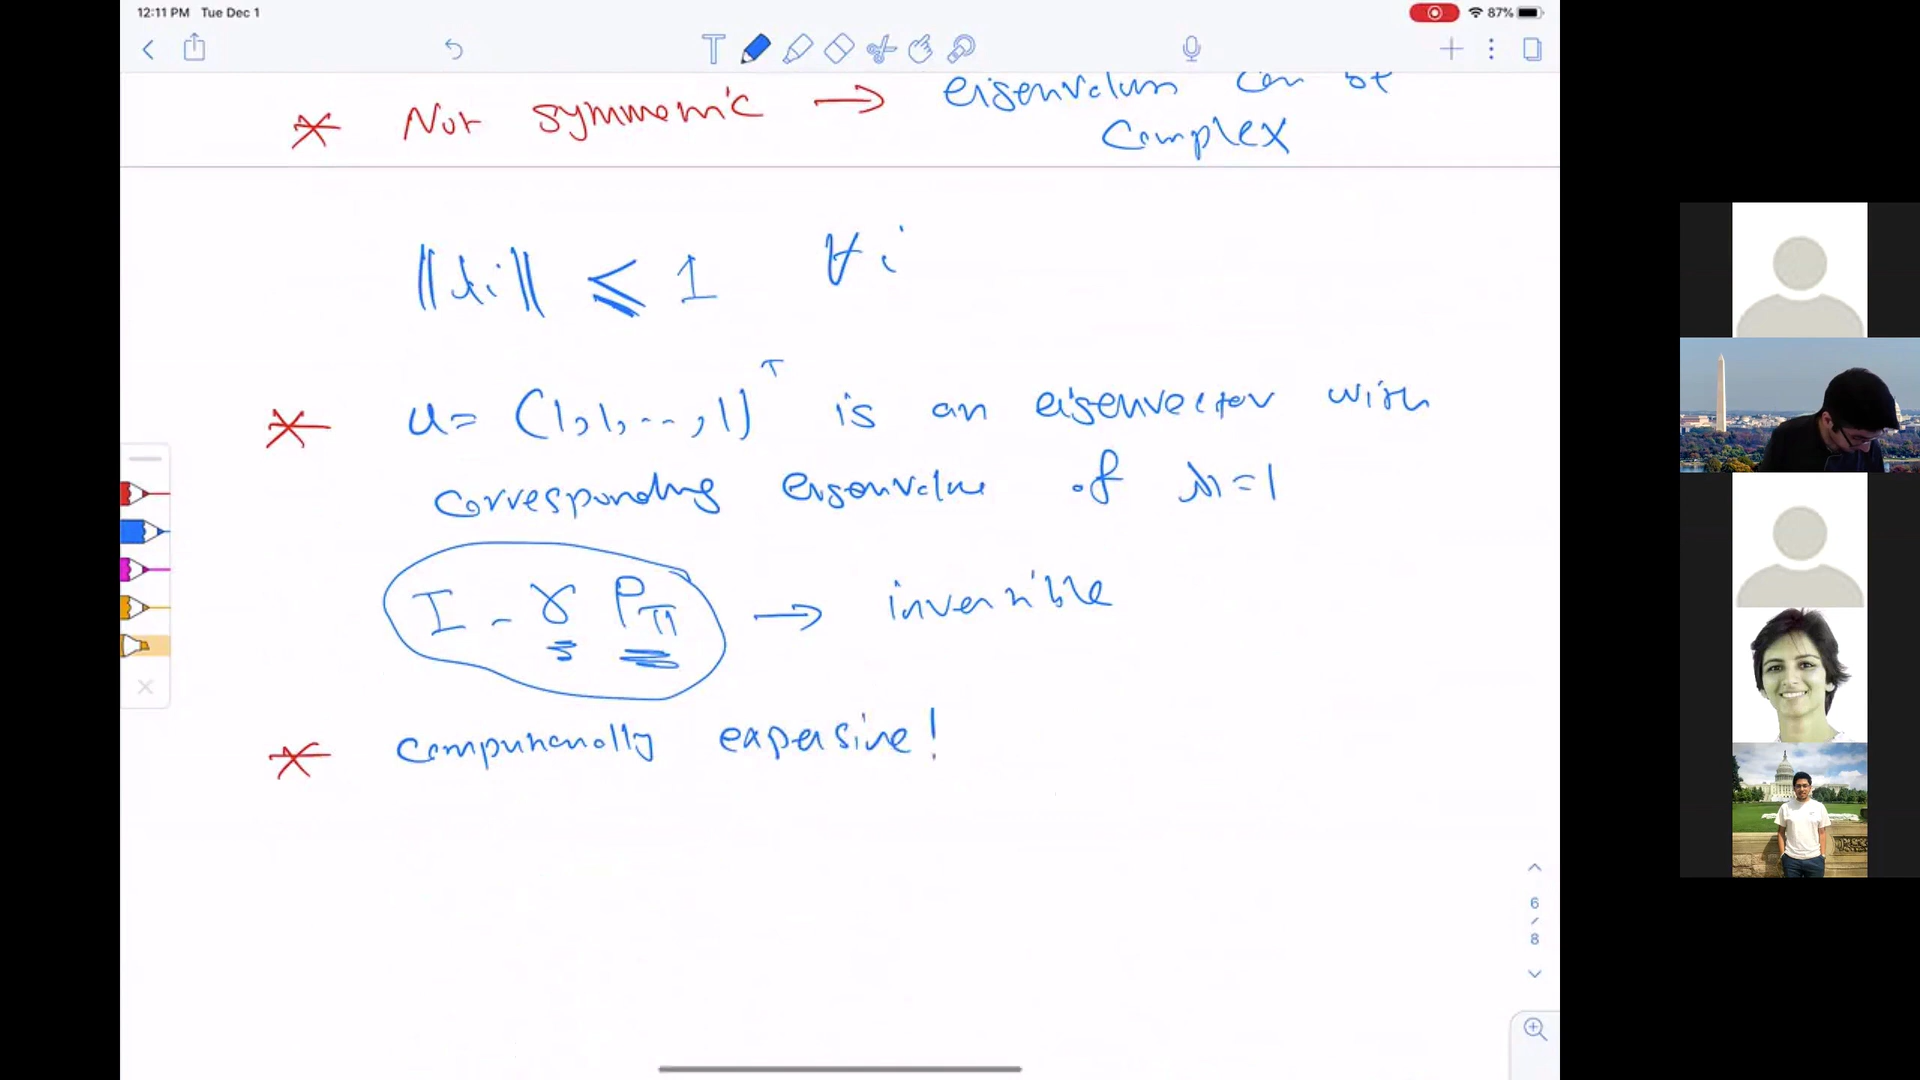 12:11 PM Tue Dec 1
87%
T
* Not symmetric → eigenvalues can be
complex
‖λi‖ ≤ 1 ∀ i
* u = (1,1,...,1)^T is an eigenvector with
corresponding eigenvalue of λ1=1
I - γ Pπ → invertible
* computationally expensive!
6
/
8